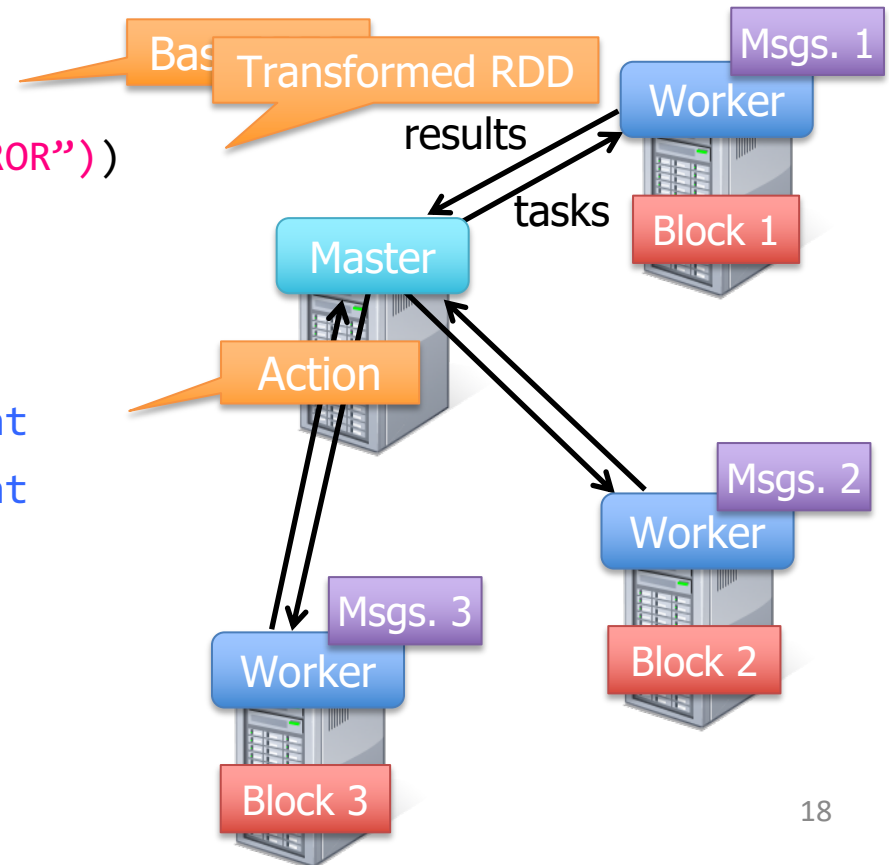 Bas
Transformed RDD
ROR”))
Msgs. 1
Worker
results
tasks
Block 1
Master
Action
nt
nt
Msgs. 2
Worker
Block 2
Msgs. 3
Worker
Block 3
18